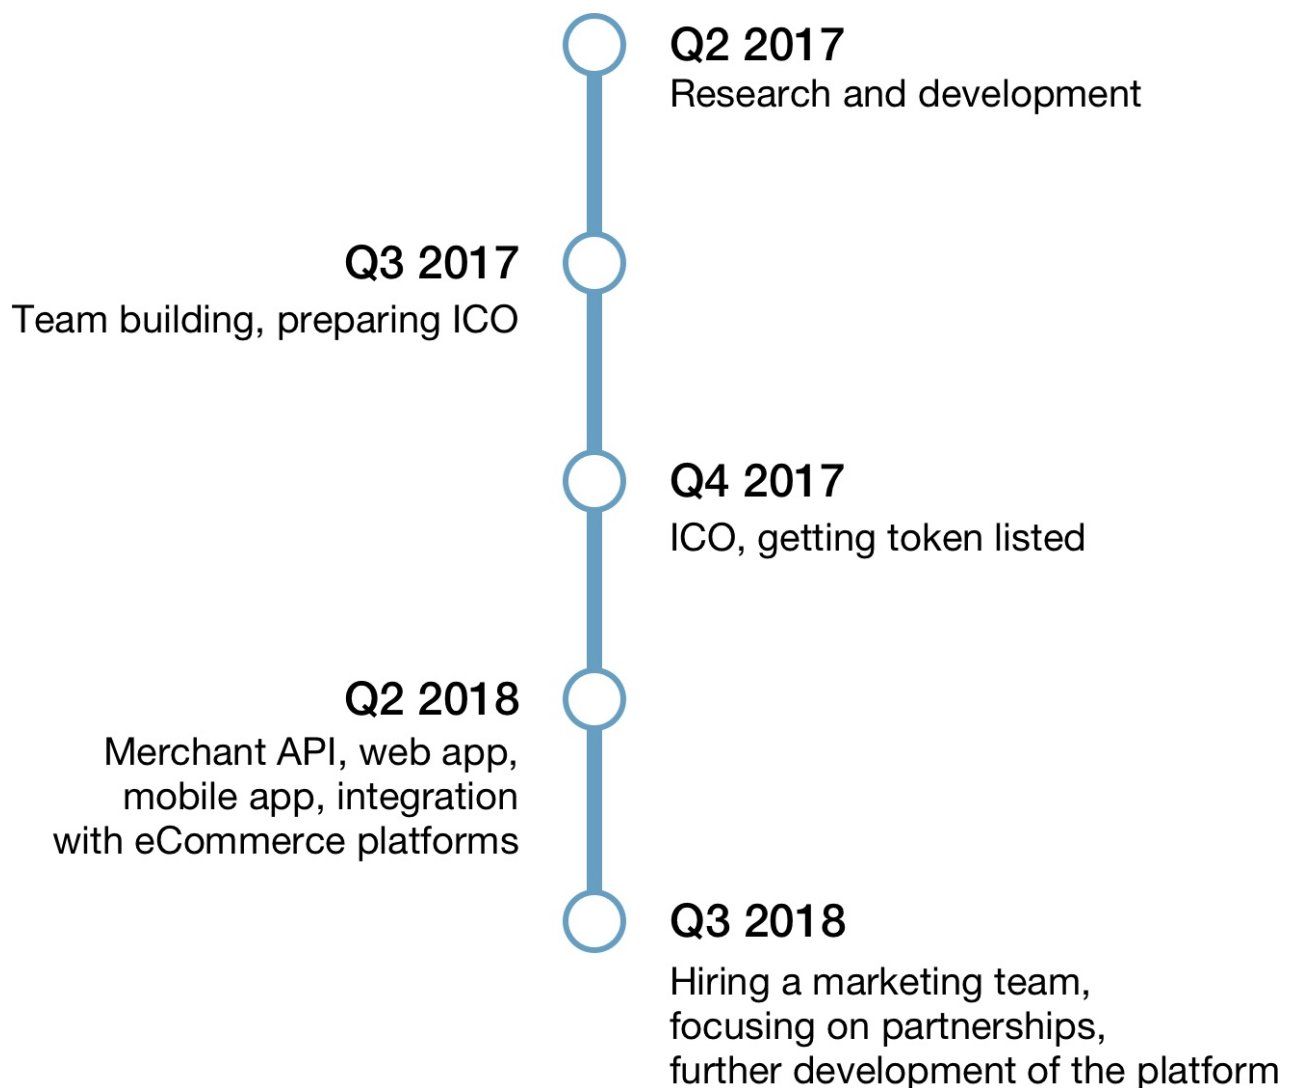 Q2 2017
Research and development
Q3 2017
Team building, preparing ICO
Q4 2017
ICO, getting token listed
Q2 2018
Merchant API, web app,
mobile app, integration
with eCommerce platforms
Q3 2018
Hiring a marketing team,
focusing on partnerships,
further development of the platform